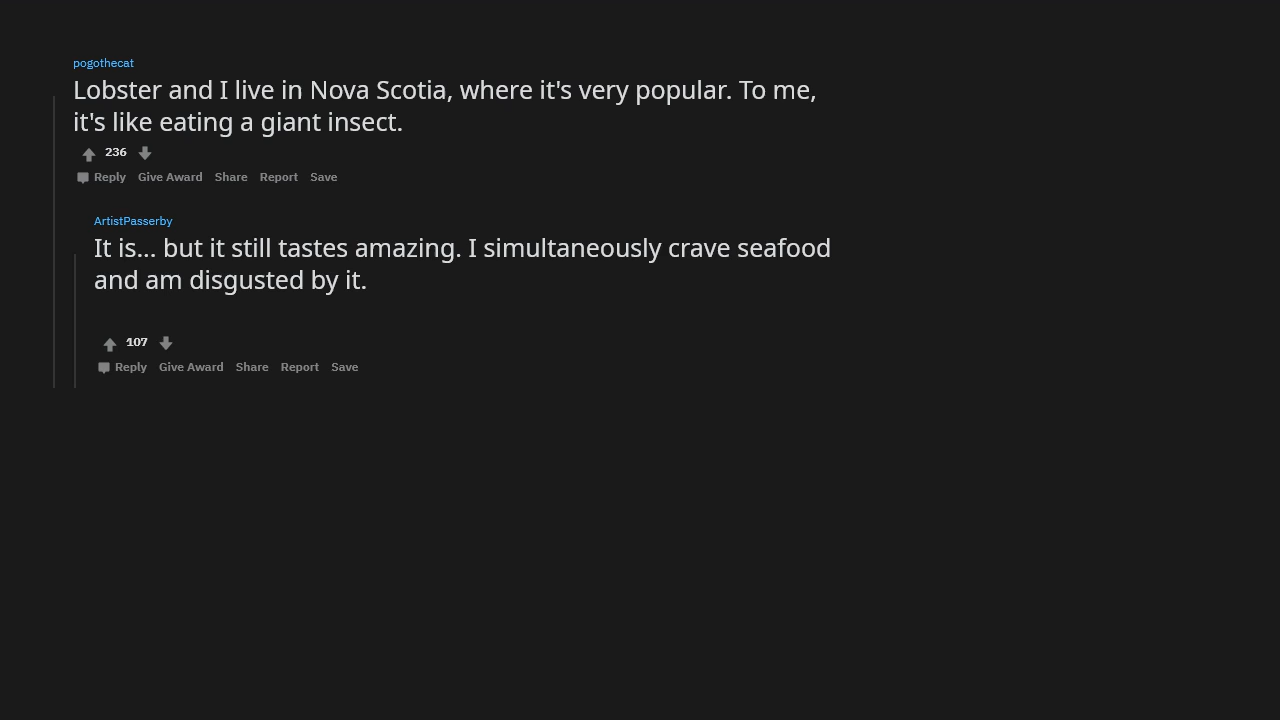 pogothecat
Lobster and I live in Nova Scotia, where it's very popular. To me,
it's like eating a giant insect.
236
Reply Give Award Share Report Save
ArtistPasserby
It is... but it still tastes amazing. I simultaneously crave seafood
and am disgusted by it.
107
Reply Give Award Share Report Save